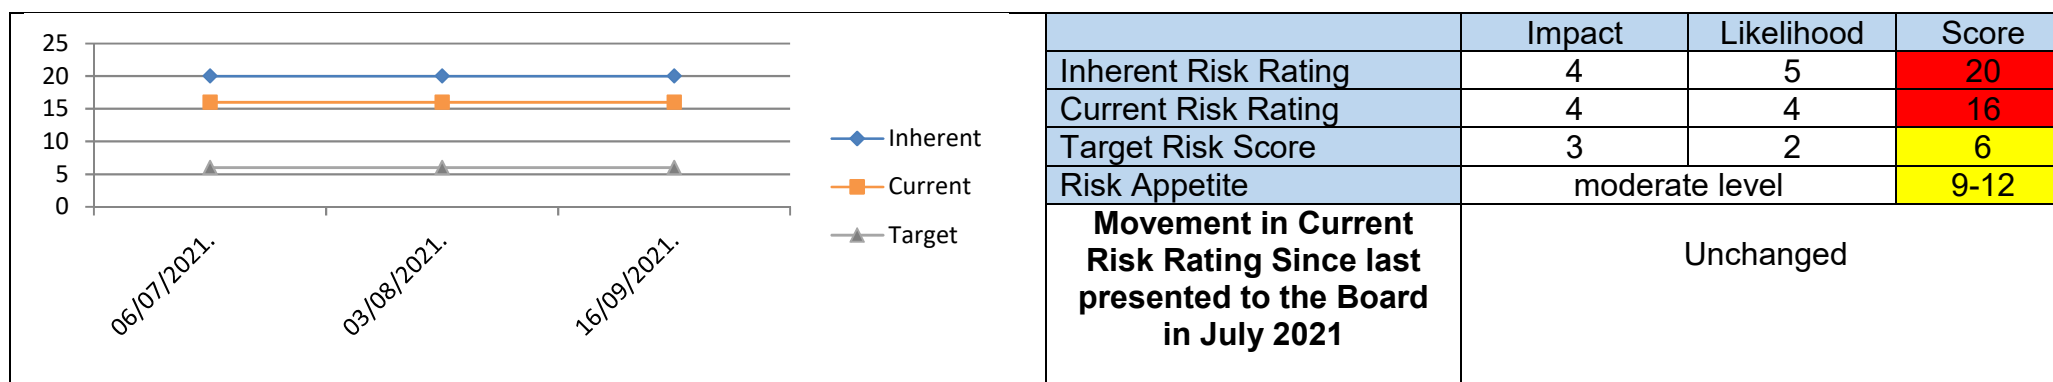 25
20
15
10
5
0
06/07/2021.
03/08/2021.
16/09/2021.
Inherent
Current
Target
Impact Likelihood Score
Inherent Risk Rating 4 5 20
Current Risk Rating 4 4 16
Target Risk Score 3 2 6
Risk Appetite moderate level 9-12
Movement in Current
Risk Rating Since last
presented to the Board
in July 2021
Unchanged